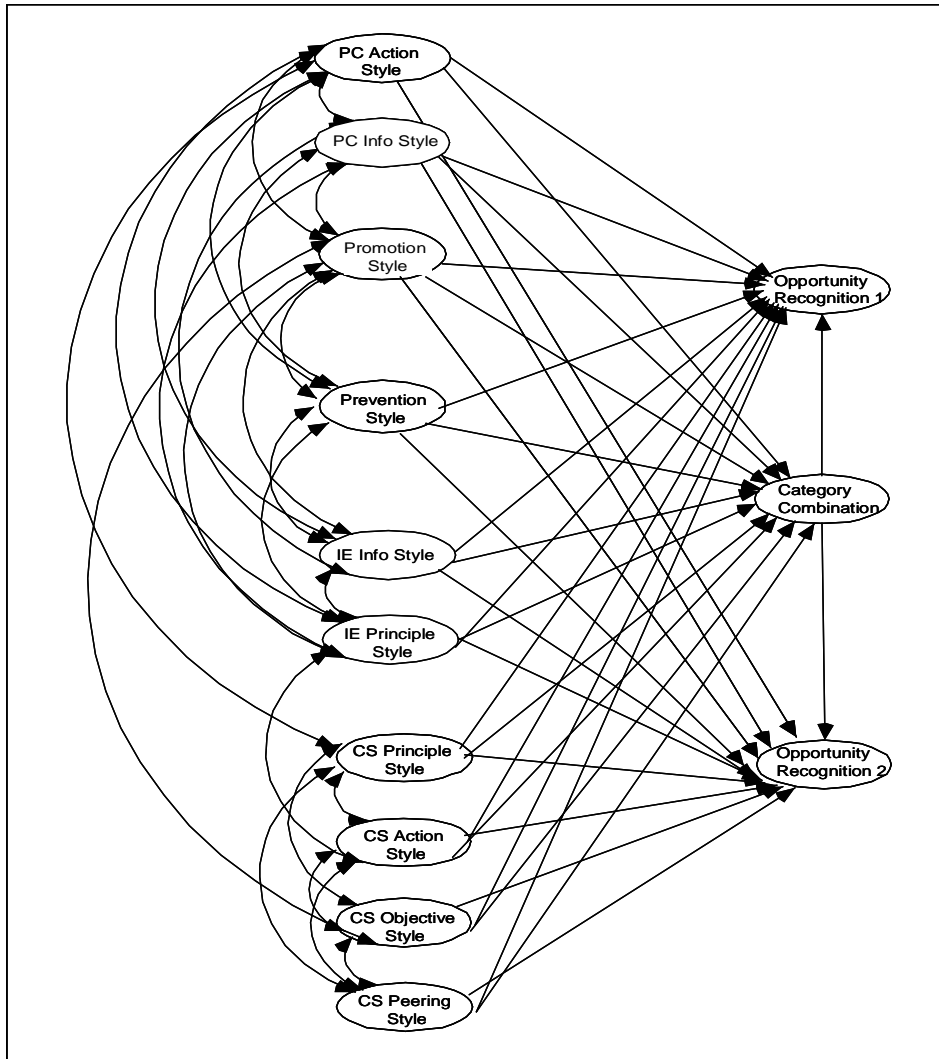 PC Action
Style
PC Info Style
Promotion
Style
Prevention
Style
IE Info Style
IE Principle
Style
CS Principle
Style
CS Action
Style
CS Objective
Style
CS Peering
Style
Opportunity
Recognition 1
Category
Combination
Opportunity
Recognition 2